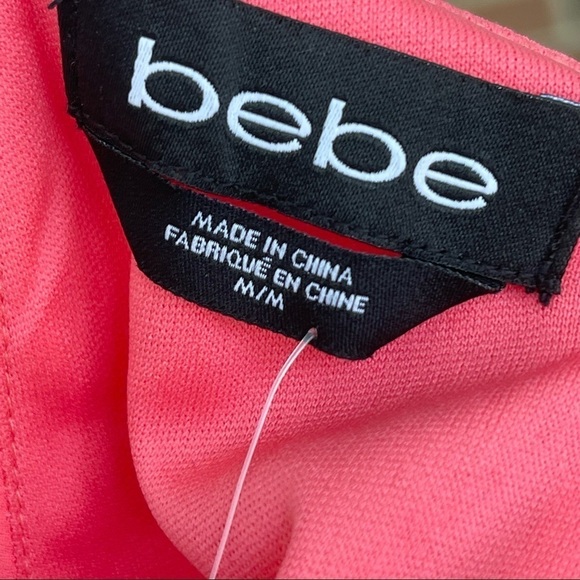 bebe
MADE IN CHINA
FABRIQUÉ EN CHINE
M/M